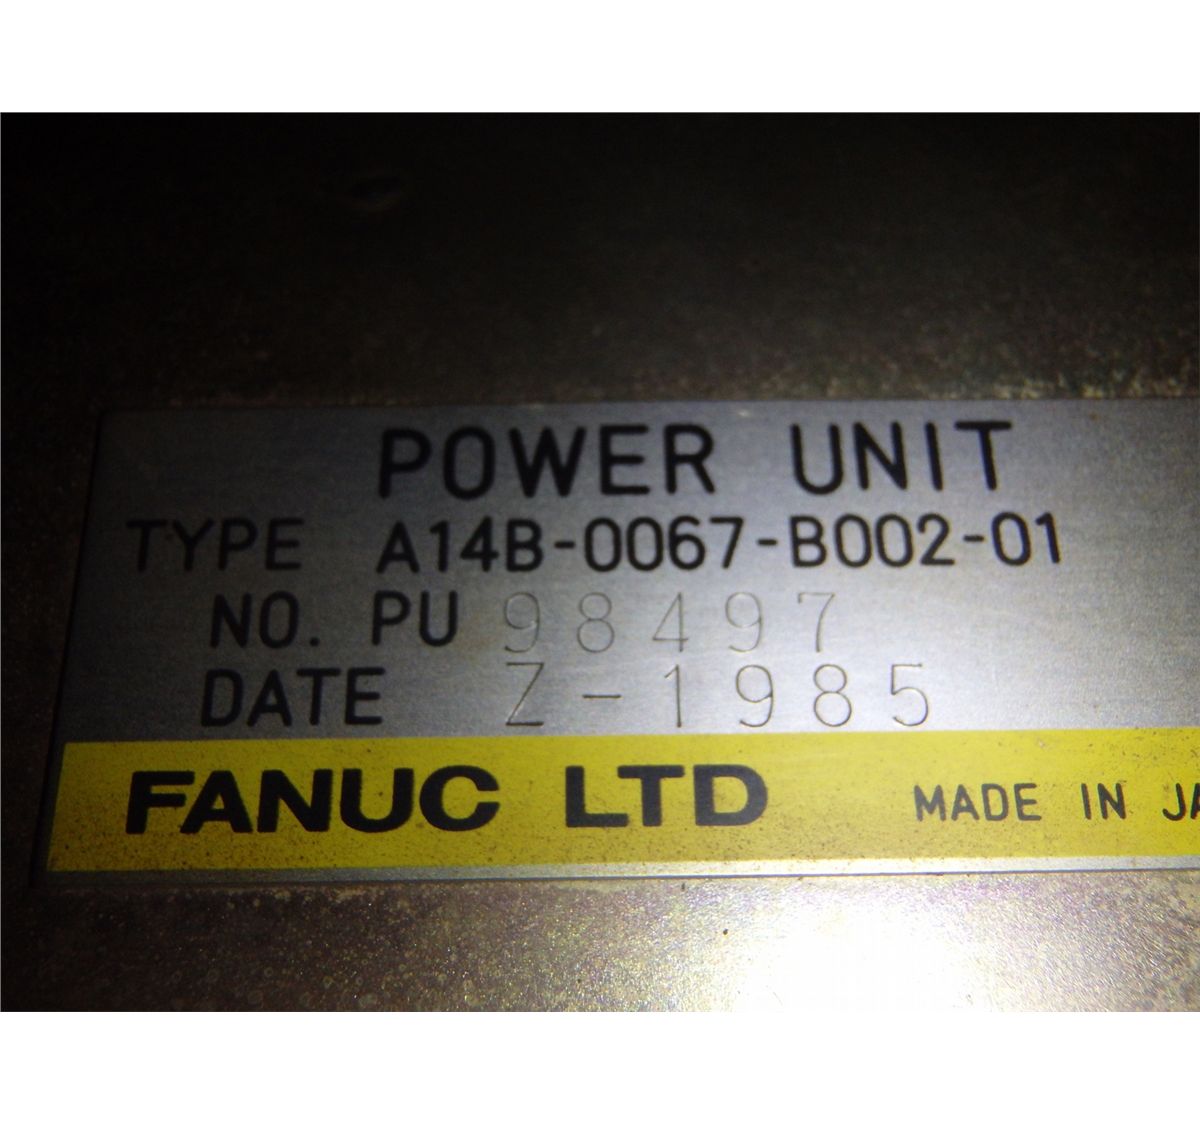 POWER UNIT
TYPE A14B-0067-B002-01
NO. PU 98497
DATE Z-1985
FANUC LTD MADE IN JA